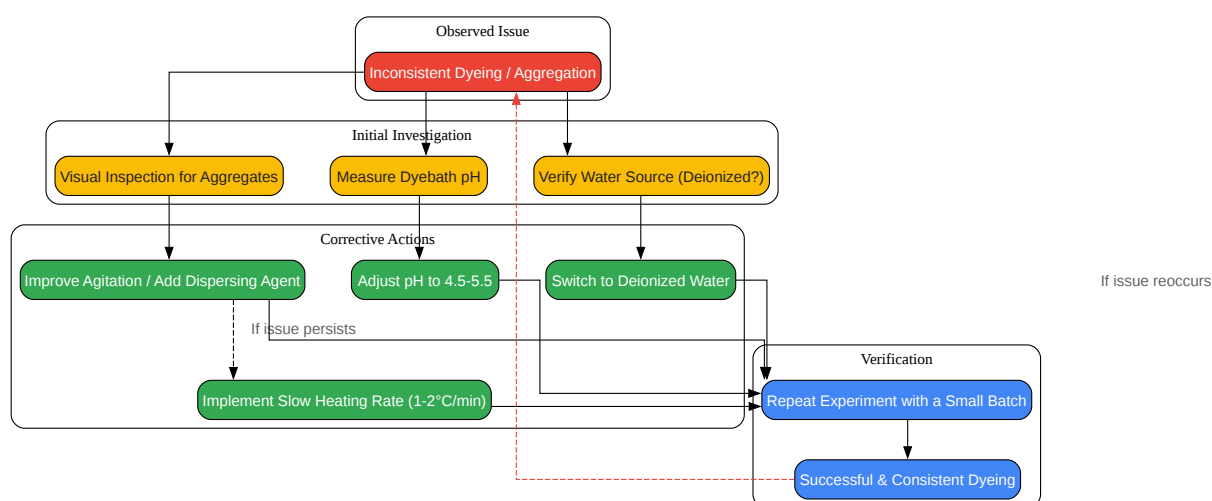 Observed Issue
Inconsistent Dyeing / Aggregation
Initial Investigation
Visual Inspection for Aggregates
Measure Dyebath pH
Verify Water Source (Deionized?)
Corrective Actions
Improve Agitation / Add Dispersing Agent
Adjust pH to 4.5-5.5
Switch to Deionized Water
If issue reoccurs
If issue persists
Verification
Implement Slow Heating Rate (1-2°C/min)
Repeat Experiment with a Small Batch
Successful & Consistent Dyeing